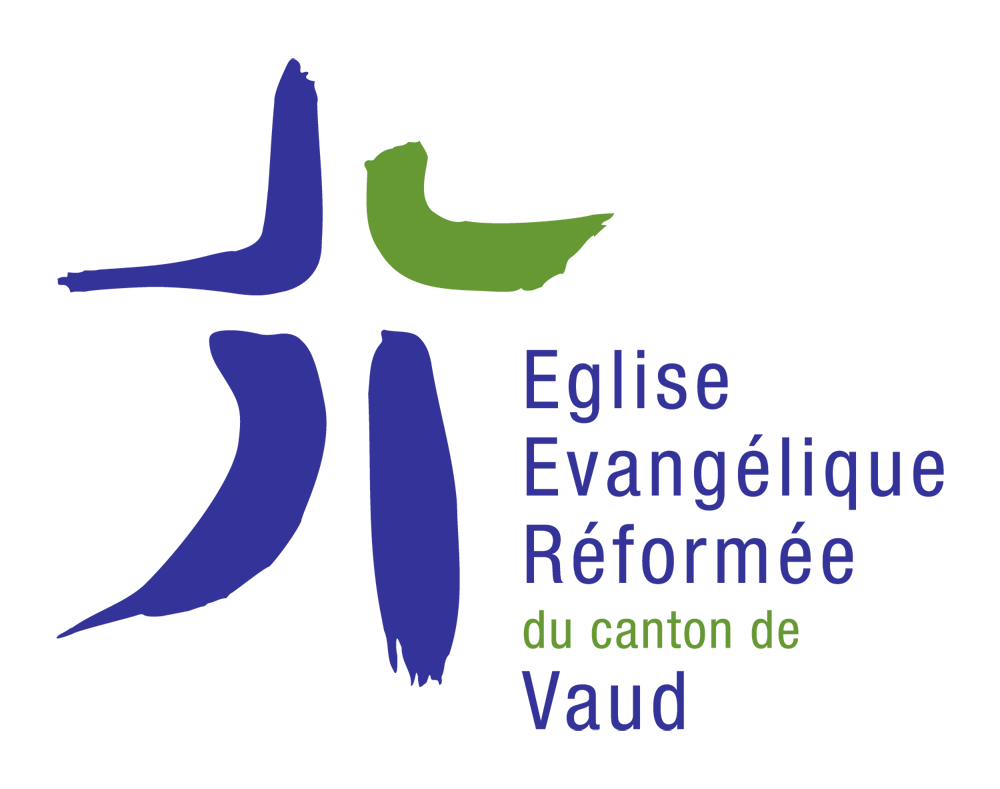 Eglise
Evangélique
Réformée
du canton de
Vaud